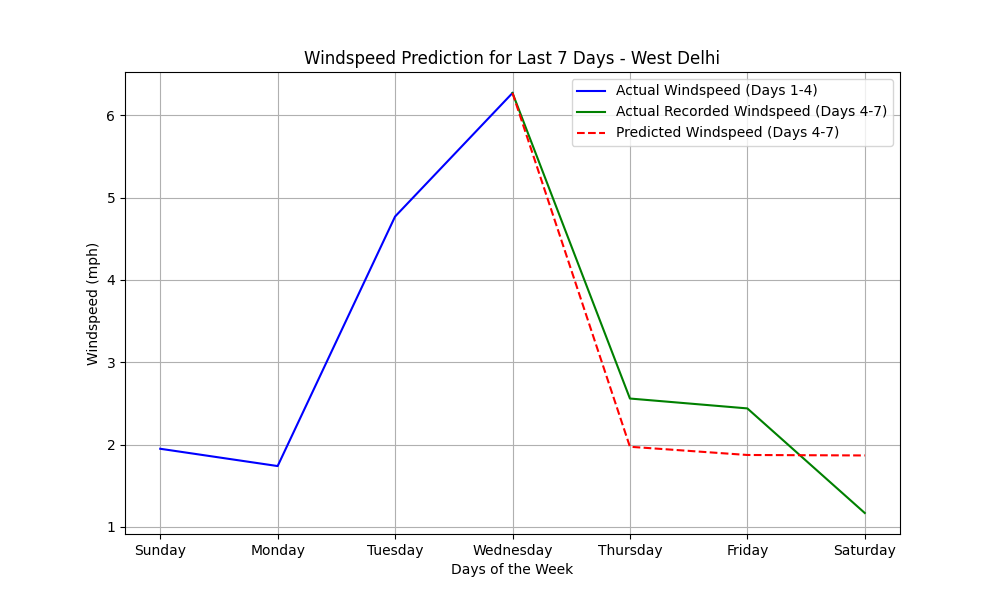 Windspeed Prediction for Last 7 Days - West Delhi
Actual Windspeed (Days 1-4)
Actual Recorded Windspeed (Days 4-7)
Predicted Windspeed (Days 4-7)
Windspeed (mph)
6
5
4
3
2
1
Sunday Monday Tuesday Wednesday Thursday Friday Saturday
Days of the Week